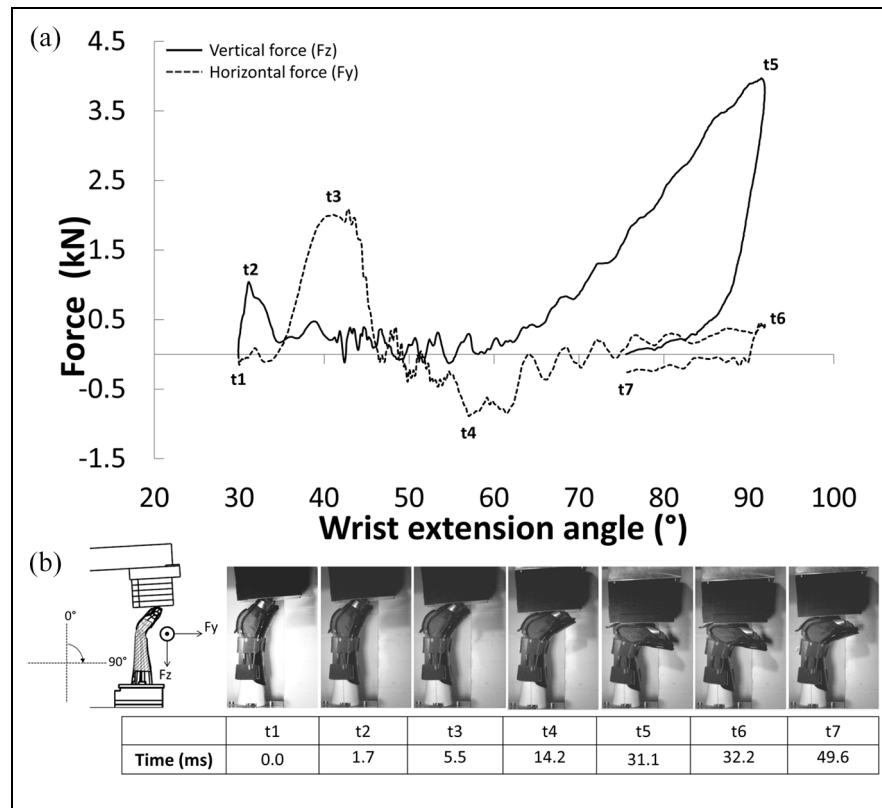 (a)
4.5
3.5
2.5
1.5
0.5
-0.5
-1.5
Force (kN)
Vertical force (Fz)
Horizontal force (Fy)
t5
t3
t2
t6
t1
t7
t4
20 30 40 50 60 70 80 90 100
Wrist extension angle (°)
(b)
0°
90°
Fy
Fz
t1 t2 t3 t4 t5 t6 t7
Time (ms) 0.0 1.7 5.5 14.2 31.1 32.2 49.6